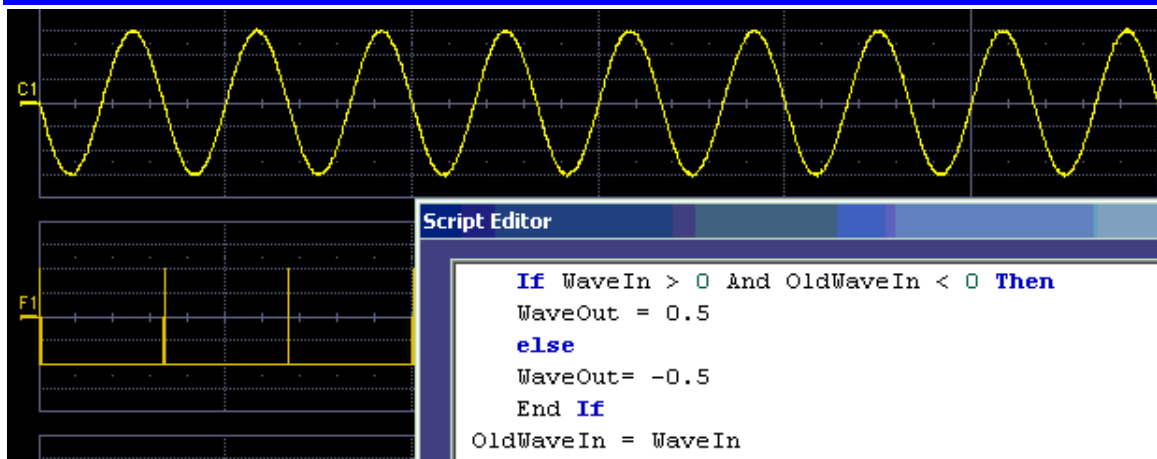 C1
F1
Script Editor
If WaveIn > 0 And OldWaveIn < 0 Then
WaveOut = 0.5
else
WaveOut= -0.5
End If
OldWaveIn = WaveIn